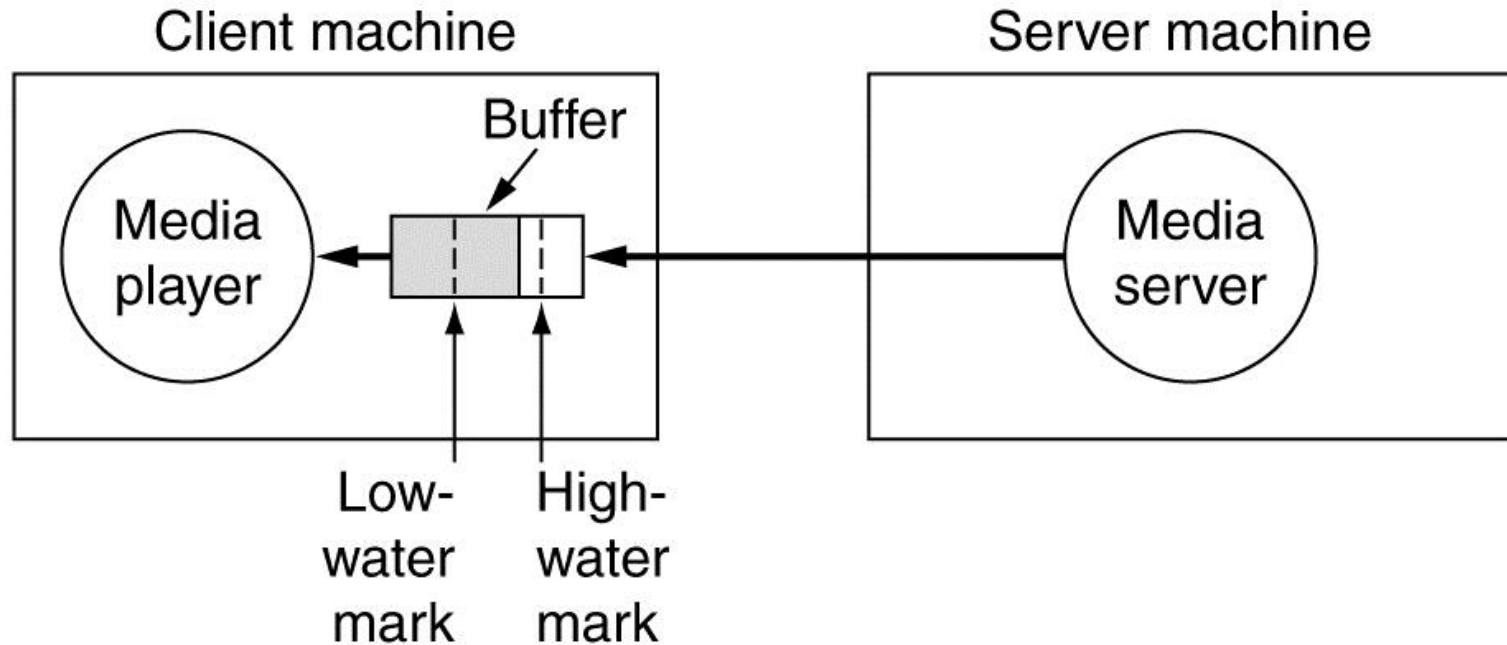 Client machine
Server machine
Buffer
Media
player
Media
server
Low-
water
mark
High-
water
mark